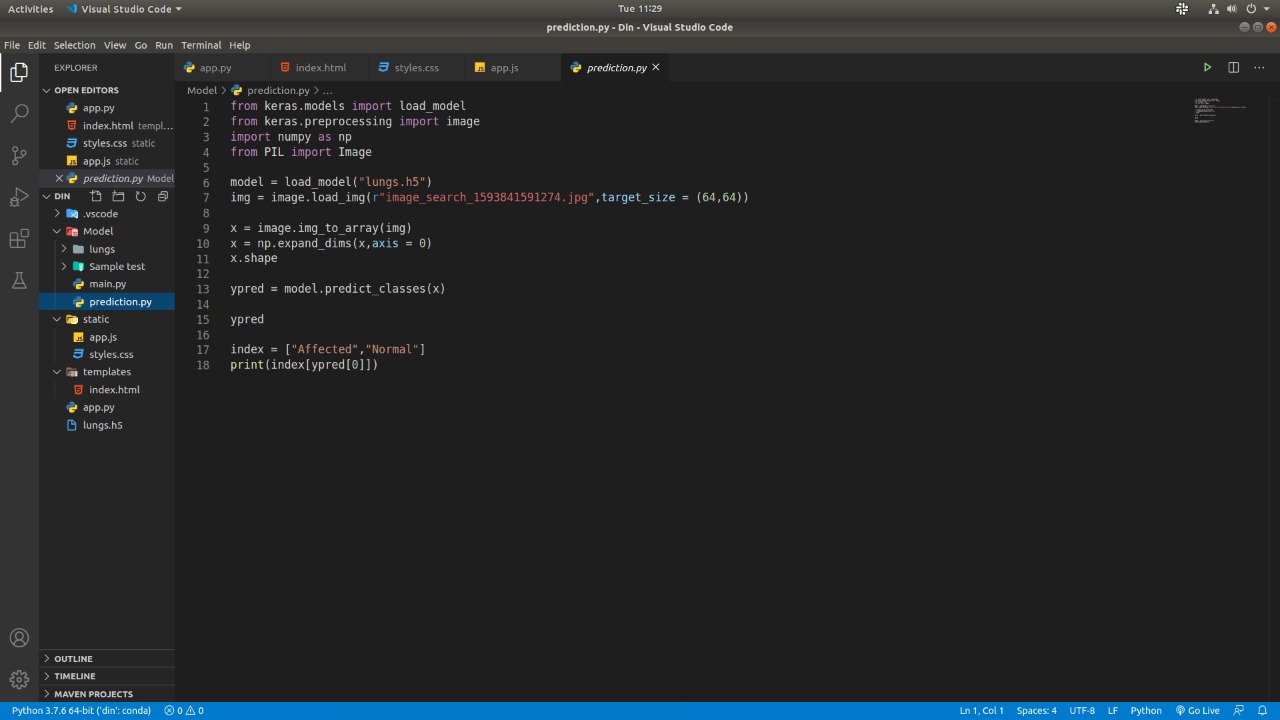 Activities Visual Studio Code Tue 11:29
prediction.py - Din - Visual Studio Code
File Edit Selection View Go Run Terminal Help
EXPLORER
OPEN EDITORS
app.py
index.html templ...
styles.css static
app.js static
prediction.py Model
DIN
.vscode
Model
lungs
Sample test
main.py
prediction.py
static
app.js
styles.css
templates
index.html
app.py
lungs.h5
OUTLINE
TIMELINE
MAVEN PROJECTS
app.py index.html styles.css app.js prediction.py
Model > prediction.py > ...
1 from keras.models import load_model
2 from keras.preprocessing import image
3 import numpy as np
4 from PIL import Image
5
6 model = load_model("lungs.h5")
7 img = image.load_img(r"image_search_1593841591274.jpg",target_size = (64,64))
8
9 x = image.img_to_array(img)
10 x = np.expand_dims(x,axis = 0)
11 x.shape
12
13 ypred = model.predict_classes(x)
14
15 ypred
16
17 index = ["Affected","Normal"]
18 print(index[ypred[0]])
Python 3.7.6 64-bit ('din': conda) 0 0 Ln 1, Col 1 Spaces: 4 UTF-8 LF Python Go Live